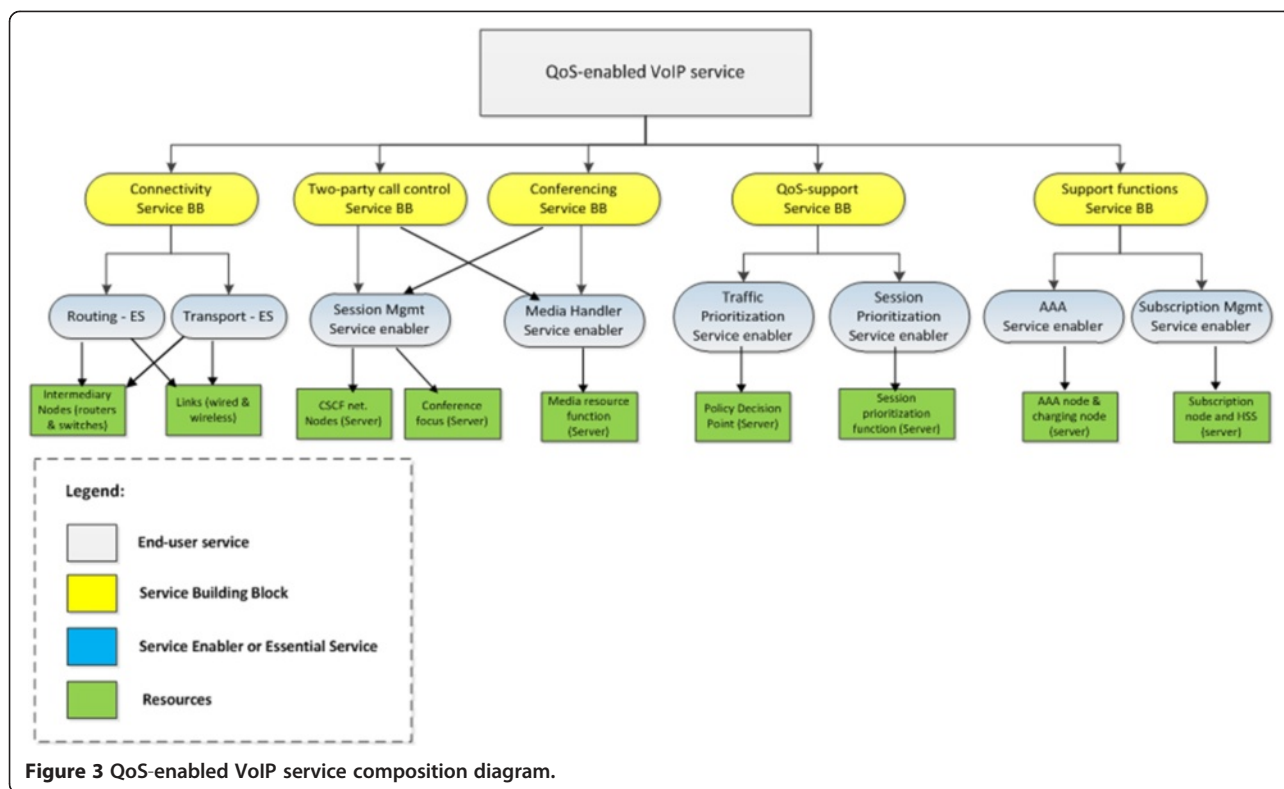 QoS-enabled VoIP service
Connectivity
Service BB
Two-party call control
Service BB
Conferencing
Service BB
QoS-support
Service BB
Support functions
Service BB
Routing - ES
Transport - ES
Session Mgmt
Service enabler
Media Handler
Service enabler
Traffic
Prioritization
Service enabler
Session
Prioritization
Service enabler
AAA
Service enabler
Subscription Mgmt
Service enabler
Intermediary
Nodes (routers
& switches)
Links (wired &
wireless)
CSCF net.
Nodes (Server)
Conference
focus (Server)
Media resource
function
(Server)
Policy Decision
Point (Server)
Session
prioritization
function (Server)
AAA node &
charging node
(server)
Subscription
node and HSS
(server)
Legend:
End-user service
Service Building Block
Service Enabler or Essential Service
Resources
Figure 3 QoS-enabled VoIP service composition diagram.